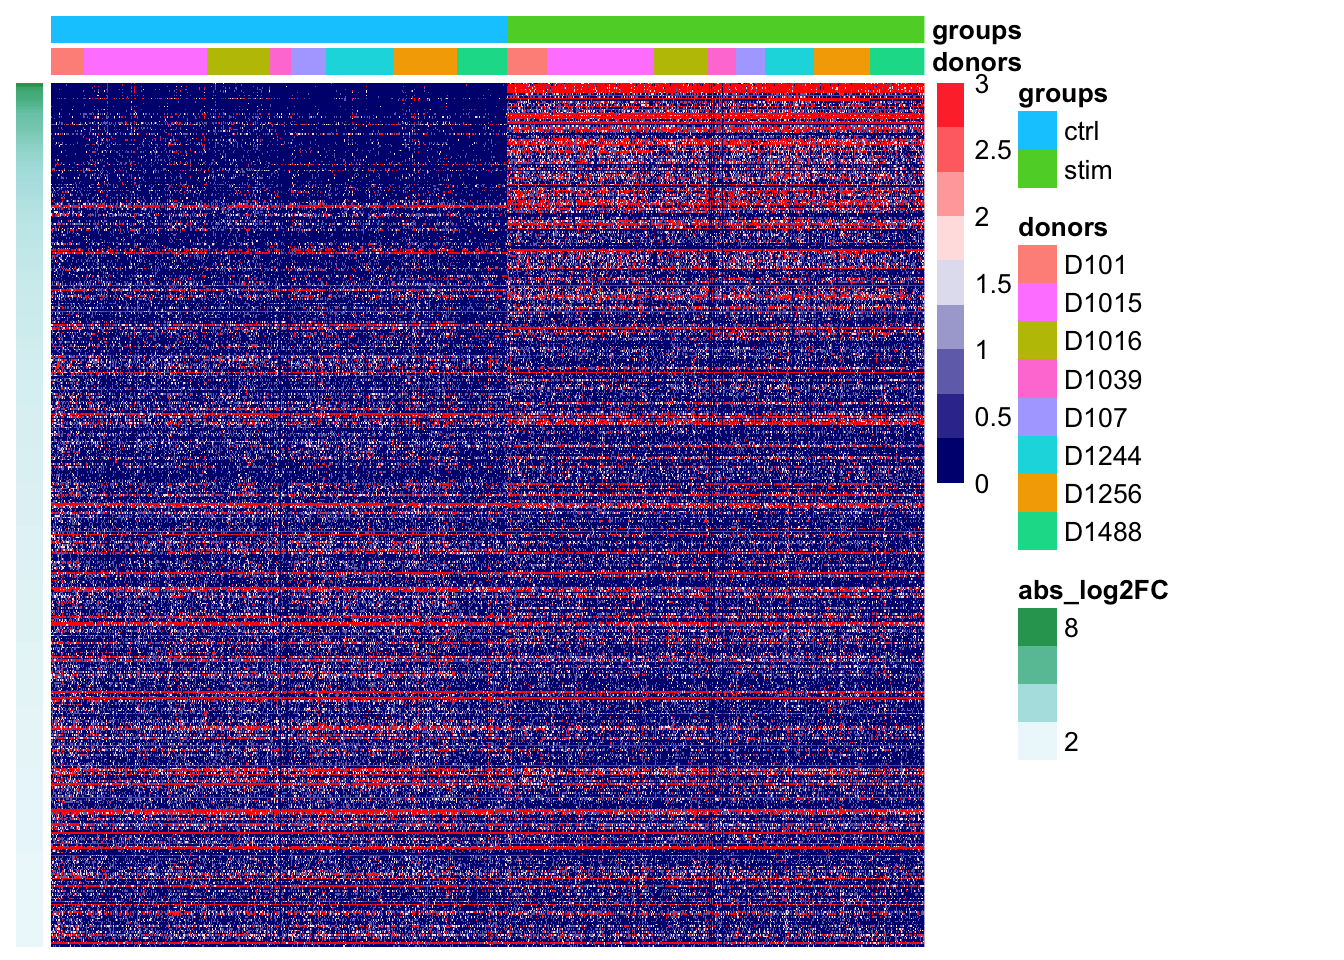 groups
donors
3
2.5
2
1.5
1
0.5
0
groups
ctrl
stim
donors
D101
D1015
D1016
D1039
D107
D1244
D1256
D1488
abs_log2FC
8
2